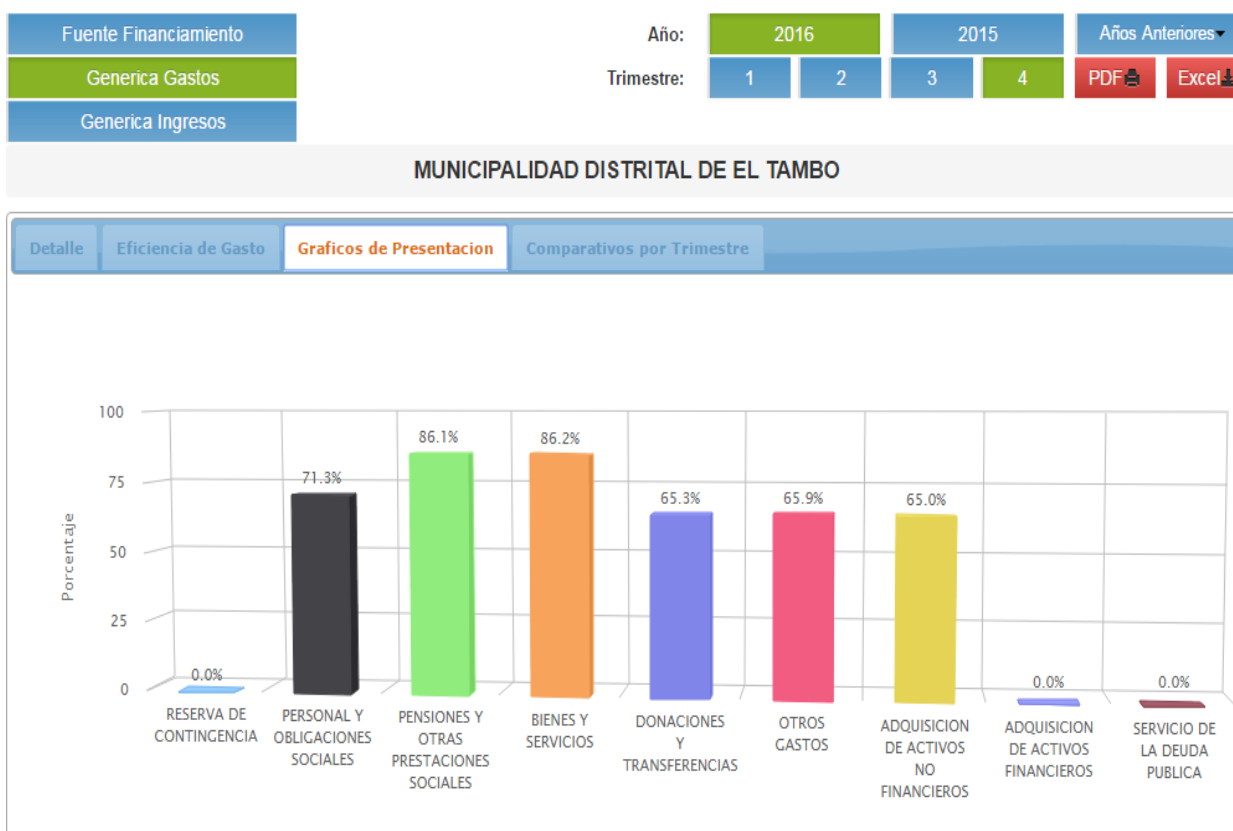 Fuente Financiamiento
Generica Gastos
Generica Ingresos
Año: 2016 2015 Años Anteriores
Trimestre: 1 2 3 4 PDF Excel
MUNICIPALIDAD DISTRITAL DE EL TAMBO
Detalle Eficiencia de Gasto Graficos de Presentacion Comparativos por Trimestre
Porcentaje
100
75
50
25
0
0.0%
71.3%
86.1%
86.2%
65.3%
65.9%
65.0%
0.0%
0.0%
RESERVA DE
CONTINGENCIA
PERSONAL Y
OBLIGACIONES
SOCIALES
PENSIONES Y
OTRAS
PRESTACIONES
SOCIALES
BIENES Y
SERVICIOS
DONACIONES
Y
TRANSFERENCIAS
OTROS
GASTOS
ADQUISICION
DE ACTIVOS
NO
FINANCIEROS
ADQUISICION
DE ACTIVOS
FINANCIEROS
SERVICIO DE
LA DEUDA
PUBLICA